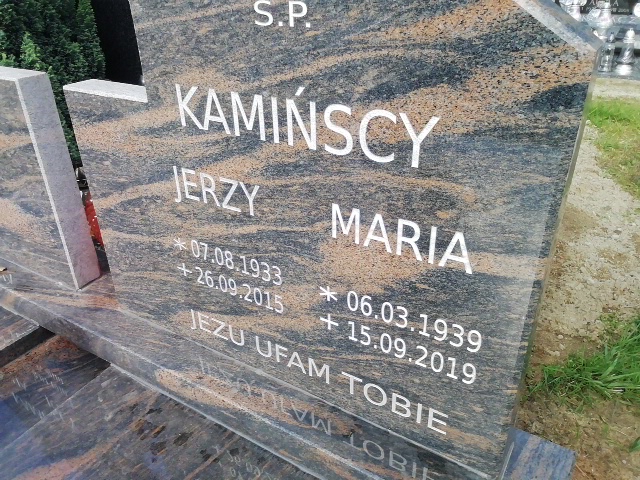 S.P.
KAMIŃSCY
JERZY
* 07.08.1933
+ 26.09.2015
MARIA
* 06.03.1939
+ 15.09.2019
JEZU UFAM TOBIE